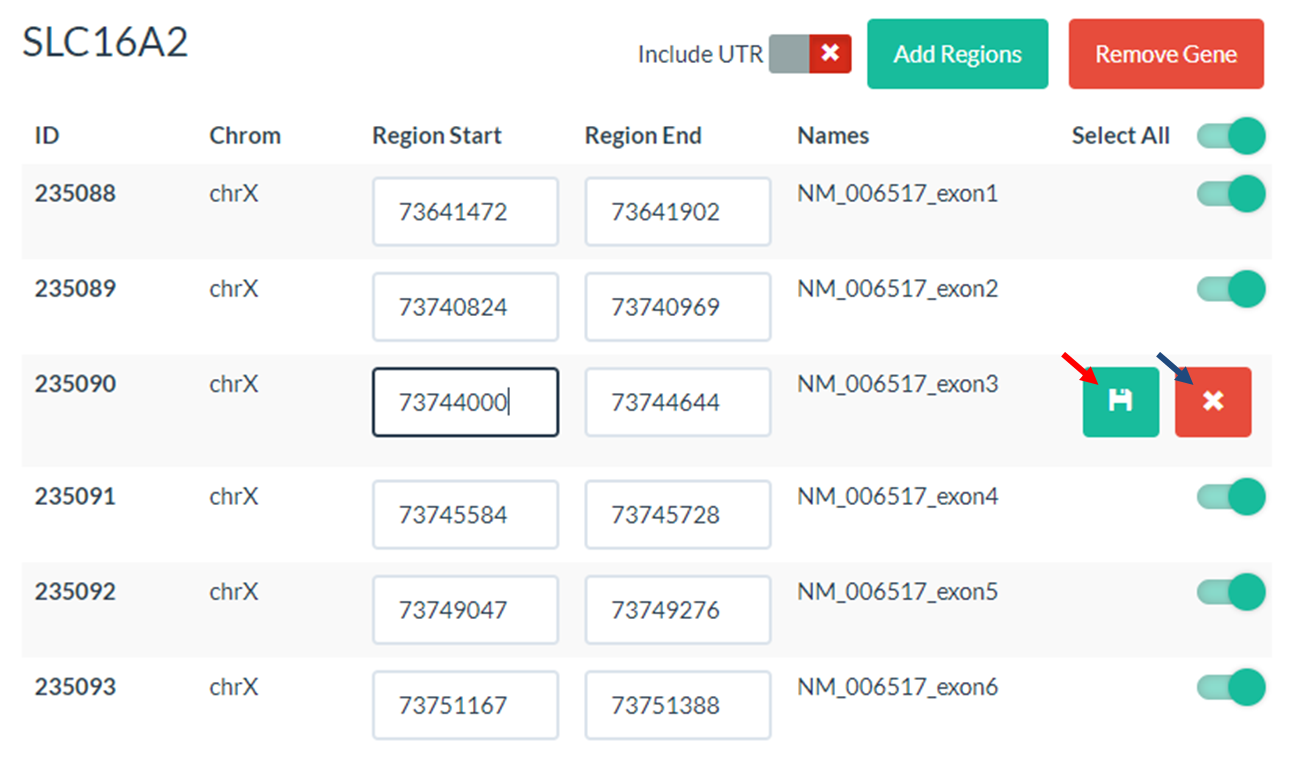 SLC16A2
Include UTR
Add Regions
Remove Gene
ID Chrom Region Start Region End Names Select All
235088 chrX 73641472 73641902 NM_006517_exon1
235089 chrX 73740824 73740969 NM_006517_exon2
235090 chrX 73744000 73744644 NM_006517_exon3
235091 chrX 73745584 73745728 NM_006517_exon4
235092 chrX 73749047 73749276 NM_006517_exon5
235093 chrX 73751167 73751388 NM_006517_exon6